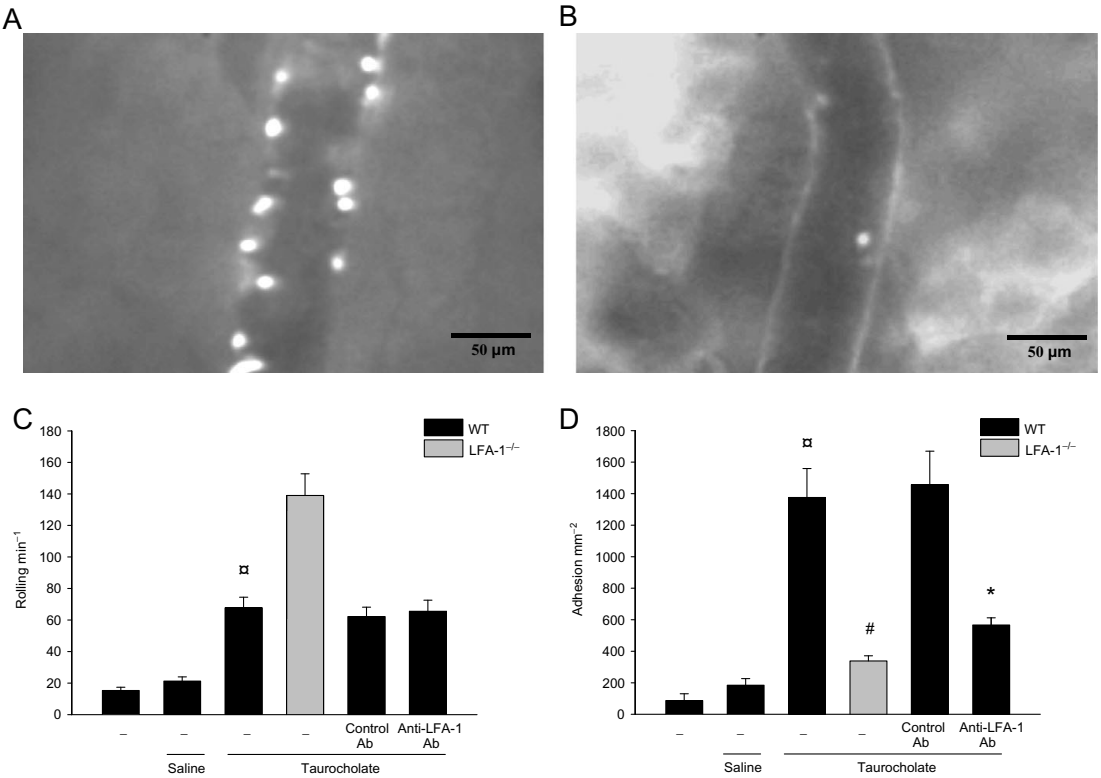 A
B
50 µm
50 µm
C
D
180
160
140
120
100
80
60
40
20
0
Rolling min⁻¹
WT
LFA-1⁻/⁻
¤
–
–
–
–
Control Ab
Anti-LFA-1 Ab
Saline
Taurocholate
1800
1600
1400
1200
1000
800
600
400
200
0
Adhesion mm⁻²
WT
LFA-1⁻/⁻
¤
#
*
–
–
–
–
Control Ab
Anti-LFA-1 Ab
Saline
Taurocholate